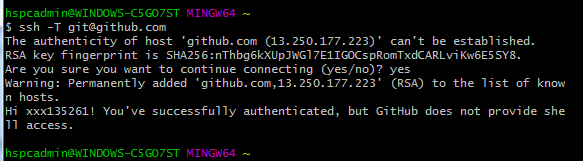 hspcadmin@WINDOWS-C5GO7ST MINGW64 ~
$ ssh -T git@github.com
The authenticity of host 'github.com (13.250.177.223)' can't be established.
RSA key fingerprint is SHA256:nThbg6kXUpJWGl7E1IGOCspRomTxdCARLviKw6E5SY8.
Are you sure you want to continue connecting (yes/no)? yes
Warning: Permanently added 'github.com,13.250.177.223' (RSA) to the list of know
n hosts.
Hi xxx135261! You've successfully authenticated, but GitHub does not provide she
ll access.
hspcadmin@WINDOWS-C5GO7ST MINGW64 ~